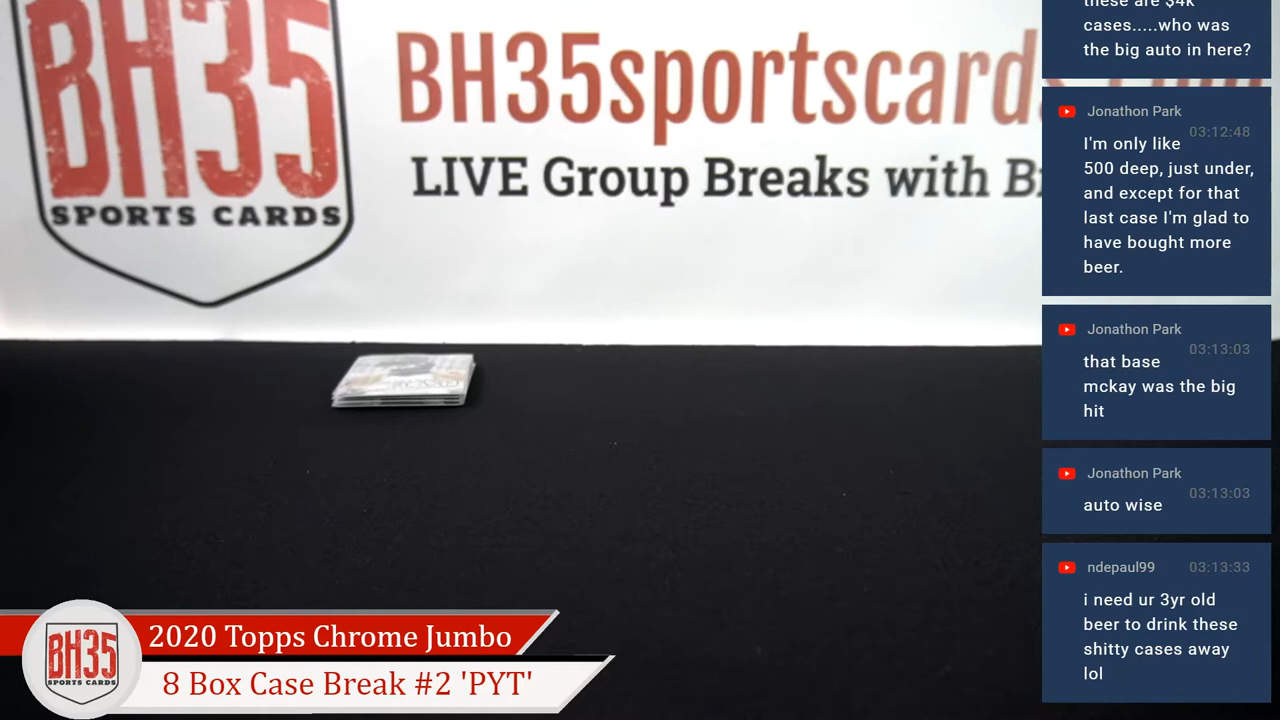 BH35
SPORTS CARDS
BH35sportscards
LIVE Group Breaks with
these are $4k
cases.....who was
the big auto in here?
Jonathon Park
03:12:48
I'm only like
500 deep, just under,
and except for that
last case I'm glad to
have bought more
beer.
Jonathon Park
03:13:03
that base
mckay was the big
hit
Jonathon Park
03:13:03
auto wise
ndepaul99 03:13:33
i need ur 3yr old
beer to drink these
shitty cases away
lol
BH35
SPORTS CARDS
2020 Topps Chrome Jumbo
8 Box Case Break #2 'PYT'